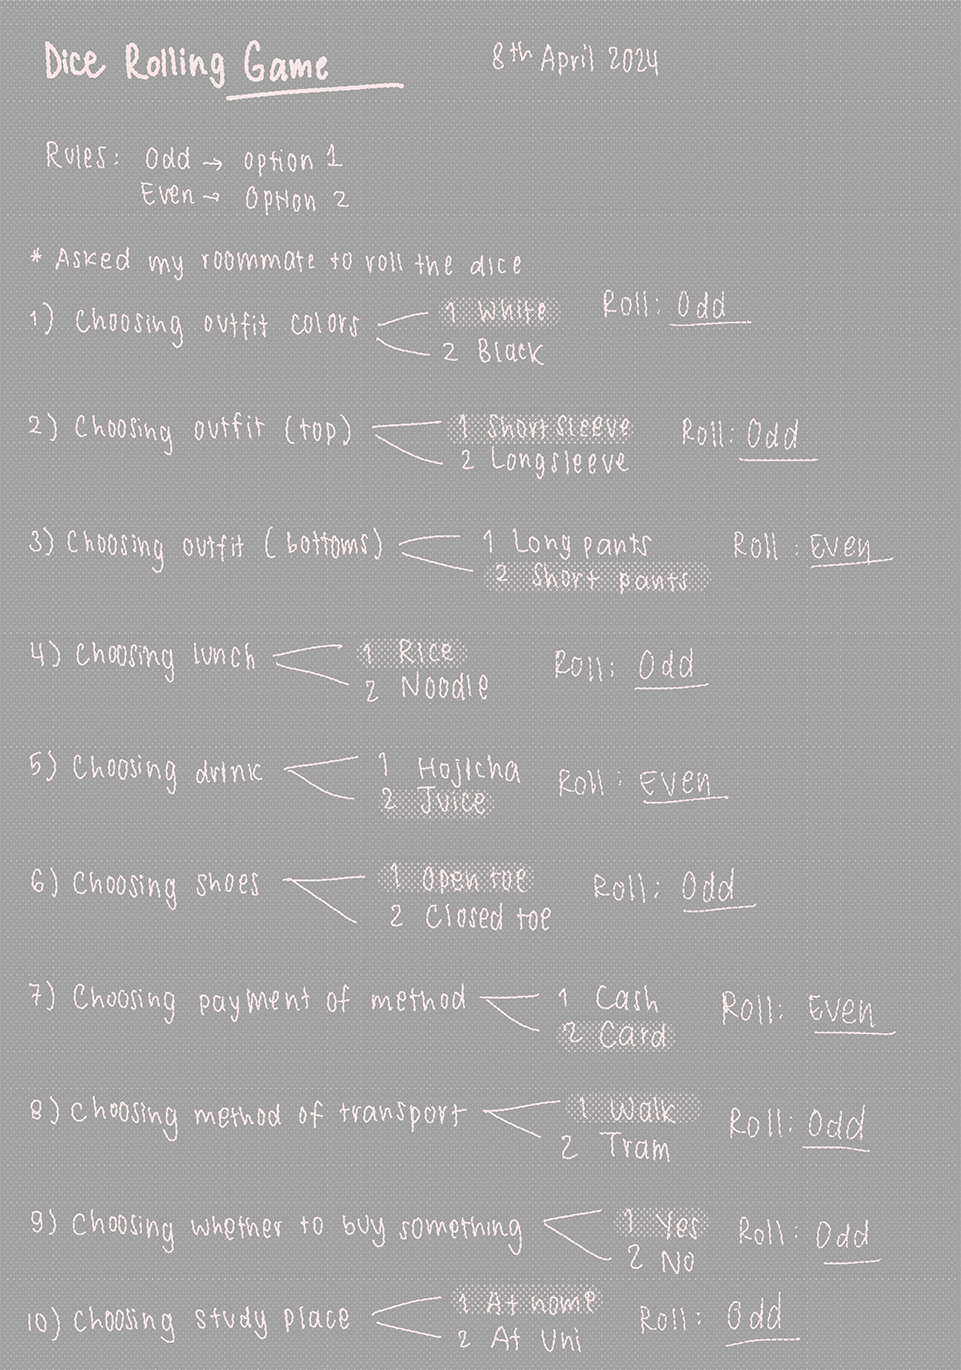 Dice Rolling Game
8th April 2024
Rules: Odd → option 1
Even → Option 2
* Asked my roommate to roll the dice
1) Choosing outfit colors
1 White
2 Black
Roll: Odd
2) Choosing outfit (top)
1 Short sleeve
2 Longsleeve
Roll: Odd
3) Choosing outfit (bottoms)
1 Long pants
2 Short pants
Roll: Even
4) Choosing lunch
1 Rice
2 Noodle
Roll: Odd
5) Choosing drink
1 Hojicha
2 Juice
Roll: Even
6) Choosing shoes
1 Open toe
2 Closed toe
Roll: Odd
7) Choosing payment of method
1 Cash
2 Card
Roll: Even
8) Choosing method of transport
1 Walk
2 Tram
Roll: Odd
9) Choosing whether to buy something
1 Yes
2 No
Roll: Odd
10) Choosing study place
1 At home
2 At Uni
Roll: Odd